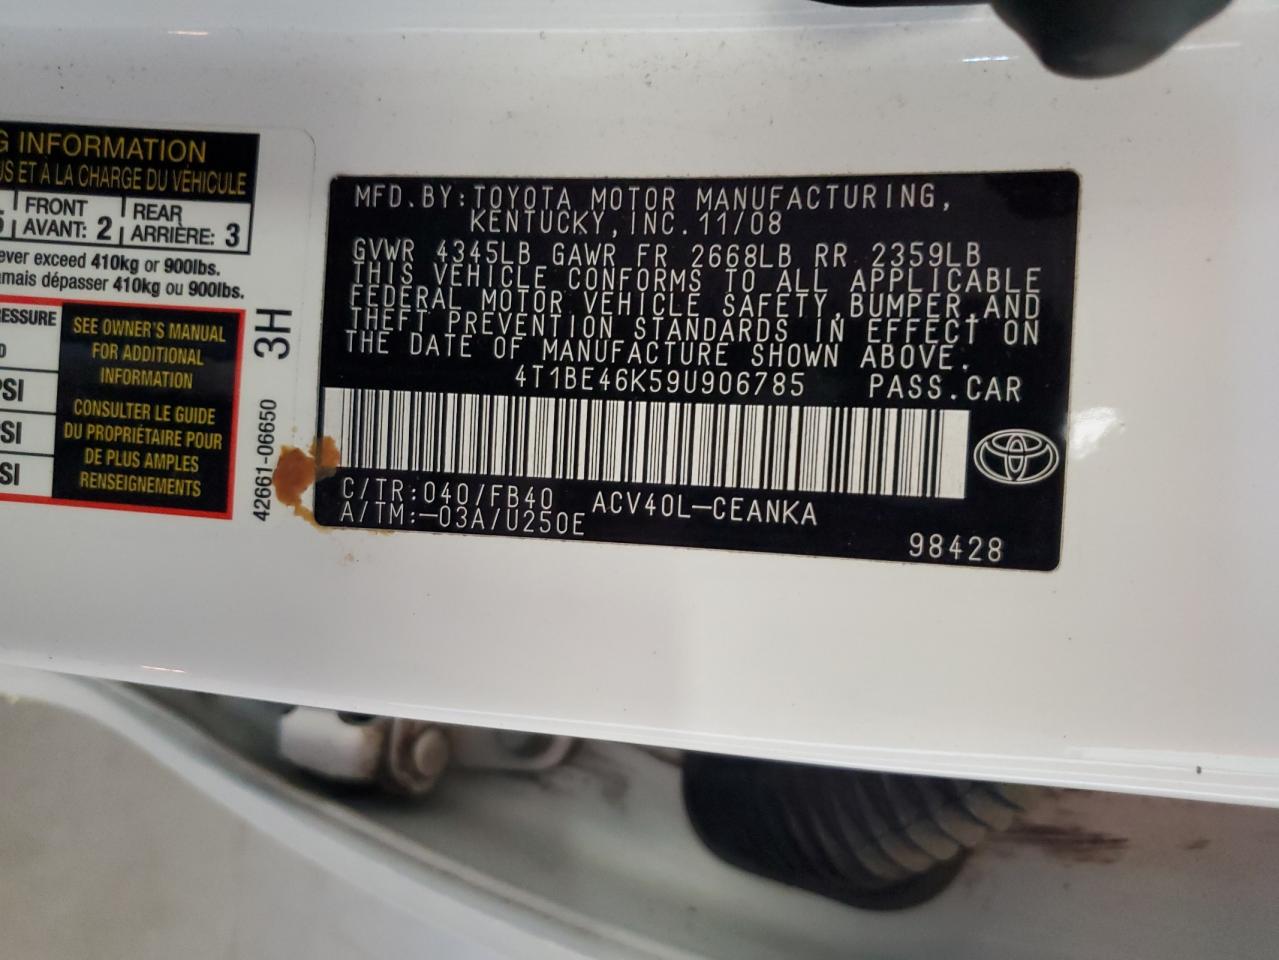 G INFORMATION
US ET À LA CHARGE DU VÉHICULE
FRONT
AVANT: 2
REAR
ARRIÈRE: 3
ever exceed 410kg or 900lbs.
amais dépasser 410kg ou 900lbs.
ESSURE
PSI
PSI
SI
SEE OWNER'S MANUAL
FOR ADDITIONAL
INFORMATION
CONSULTER LE GUIDE
DU PROPRIÉTAIRE POUR
DE PLUS AMPLES
RENSEIGNEMENTS
3H
42661-06650
MFD.BY:TOYOTA MOTOR MANUFACTURING,
KENTUCKY,INC.11/08
GVWR 4345LB GAWR FR 2668LB RR 2359LB
THIS VEHICLE CONFORMS TO ALL APPLICABLE
FEDERAL MOTOR VEHICLE SAFETY,BUMPER,AND
THEFT PREVENTION STANDARDS IN EFFECT ON
THE DATE OF MANUFACTURE SHOWN ABOVE.
4T1BE46K59U906785 PASS.CAR
C/TR:040/FB40 ACV40L-CEANKA
A/TM:-03A/U250E
98428